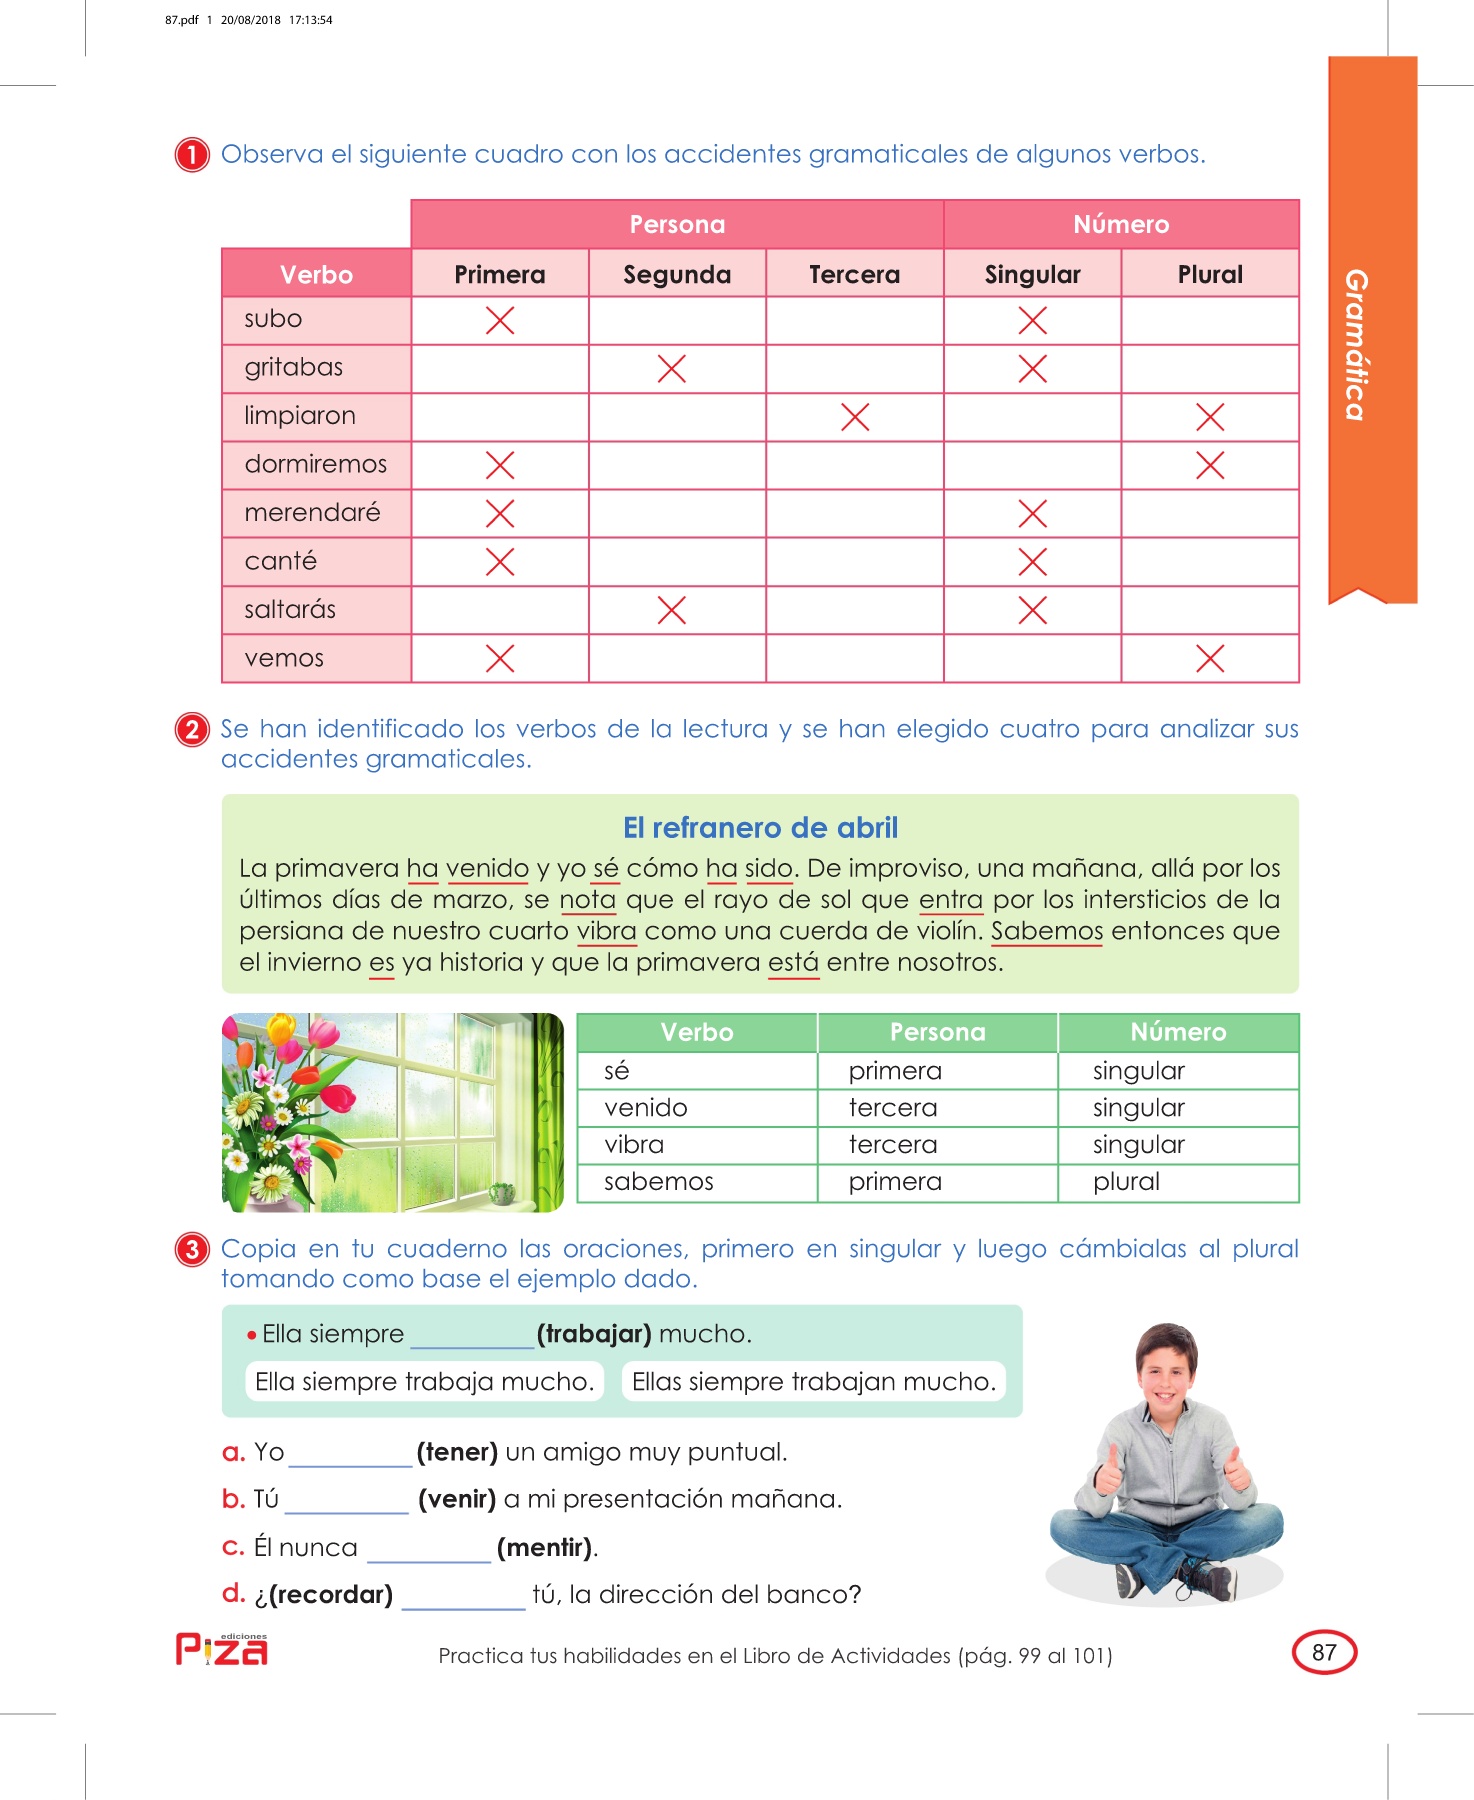 87.pdf 1 20/08/2018 17:13:54
1 Observa el siguiente cuadro con los accidentes gramaticales de algunos verbos.
Persona Número
Verbo Primera Segunda Tercera Singular Plural
subo
gritabas
limpiaron
dormiremos
merendaré
canté
saltarás
vemos
Gramática
2 Se han identificado los verbos de la lectura y se han elegido cuatro para analizar sus
accidentes gramaticales.
El refranero de abril
La primavera ha venido y yo sé cómo ha sido. De improviso, una mañana, allá por los
últimos días de marzo, se nota que el rayo de sol que entra por los intersticios de la
persiana de nuestro cuarto vibra como una cuerda de violín. Sabemos entonces que
el invierno es ya historia y que la primavera está entre nosotros.
Verbo Persona Número
sé primera singular
venido tercera singular
vibra tercera singular
sabemos primera plural
3 Copia en tu cuaderno las oraciones, primero en singular y luego cámbialas al plural
tomando como base el ejemplo dado.
• Ella siempre _________ (trabajar) mucho.
Ella siempre trabaja mucho. Ellas siempre trabajan mucho.
a. Yo _________ (tener) un amigo muy puntual.
b. Tú _________ (venir) a mi presentación mañana.
c. Él nunca _________ (mentir).
d. ¿(recordar) _________ tú, la dirección del banco?
ediciones
Piza
Practica tus habilidades en el Libro de Actividades (pág. 99 al 101)
87